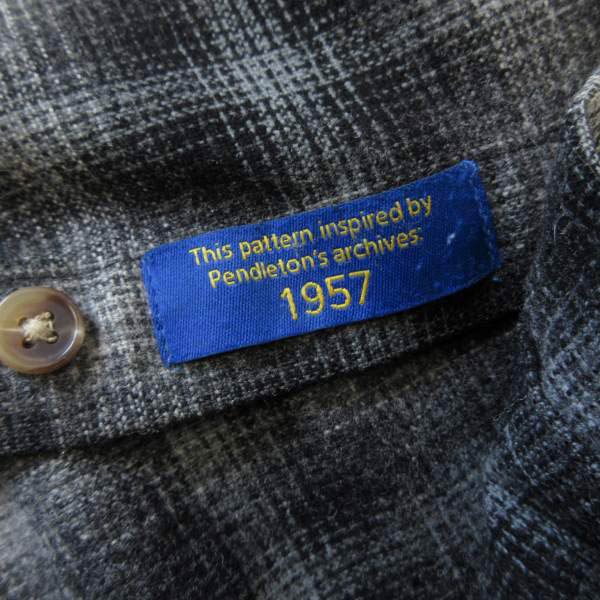 This pattern inspired by
Pendleton's archives:
1957